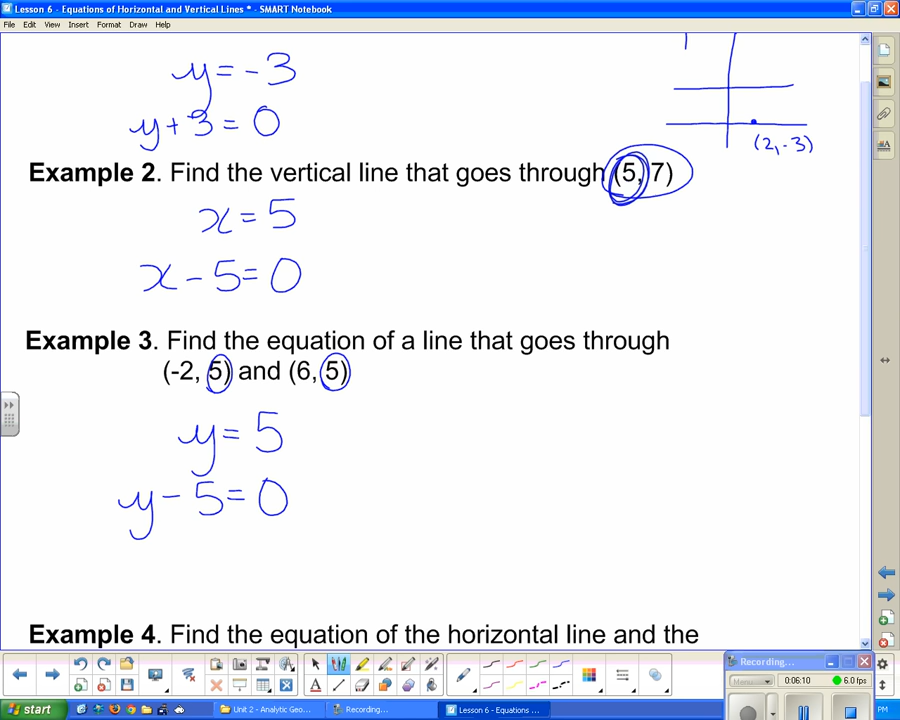 Lesson 6 - Equations of Horizontal and Vertical Lines * - SMART Notebook
File Edit View Insert Format Draw Help
y = -3
y + 3 = 0
(2, -3)
Example 2. Find the vertical line that goes through (5, 7)
x = 5
x - 5 = 0
Example 3. Find the equation of a line that goes through
(-2, 5) and (6, 5)
y = 5
y - 5 = 0
Example 4. Find the equation of the horizontal line and the
Recording...
Menu
0:06:10
6.0 fps
start
Unit 2 - Analytic Geo...
Recording...
Lesson 6 - Equations ...
PM